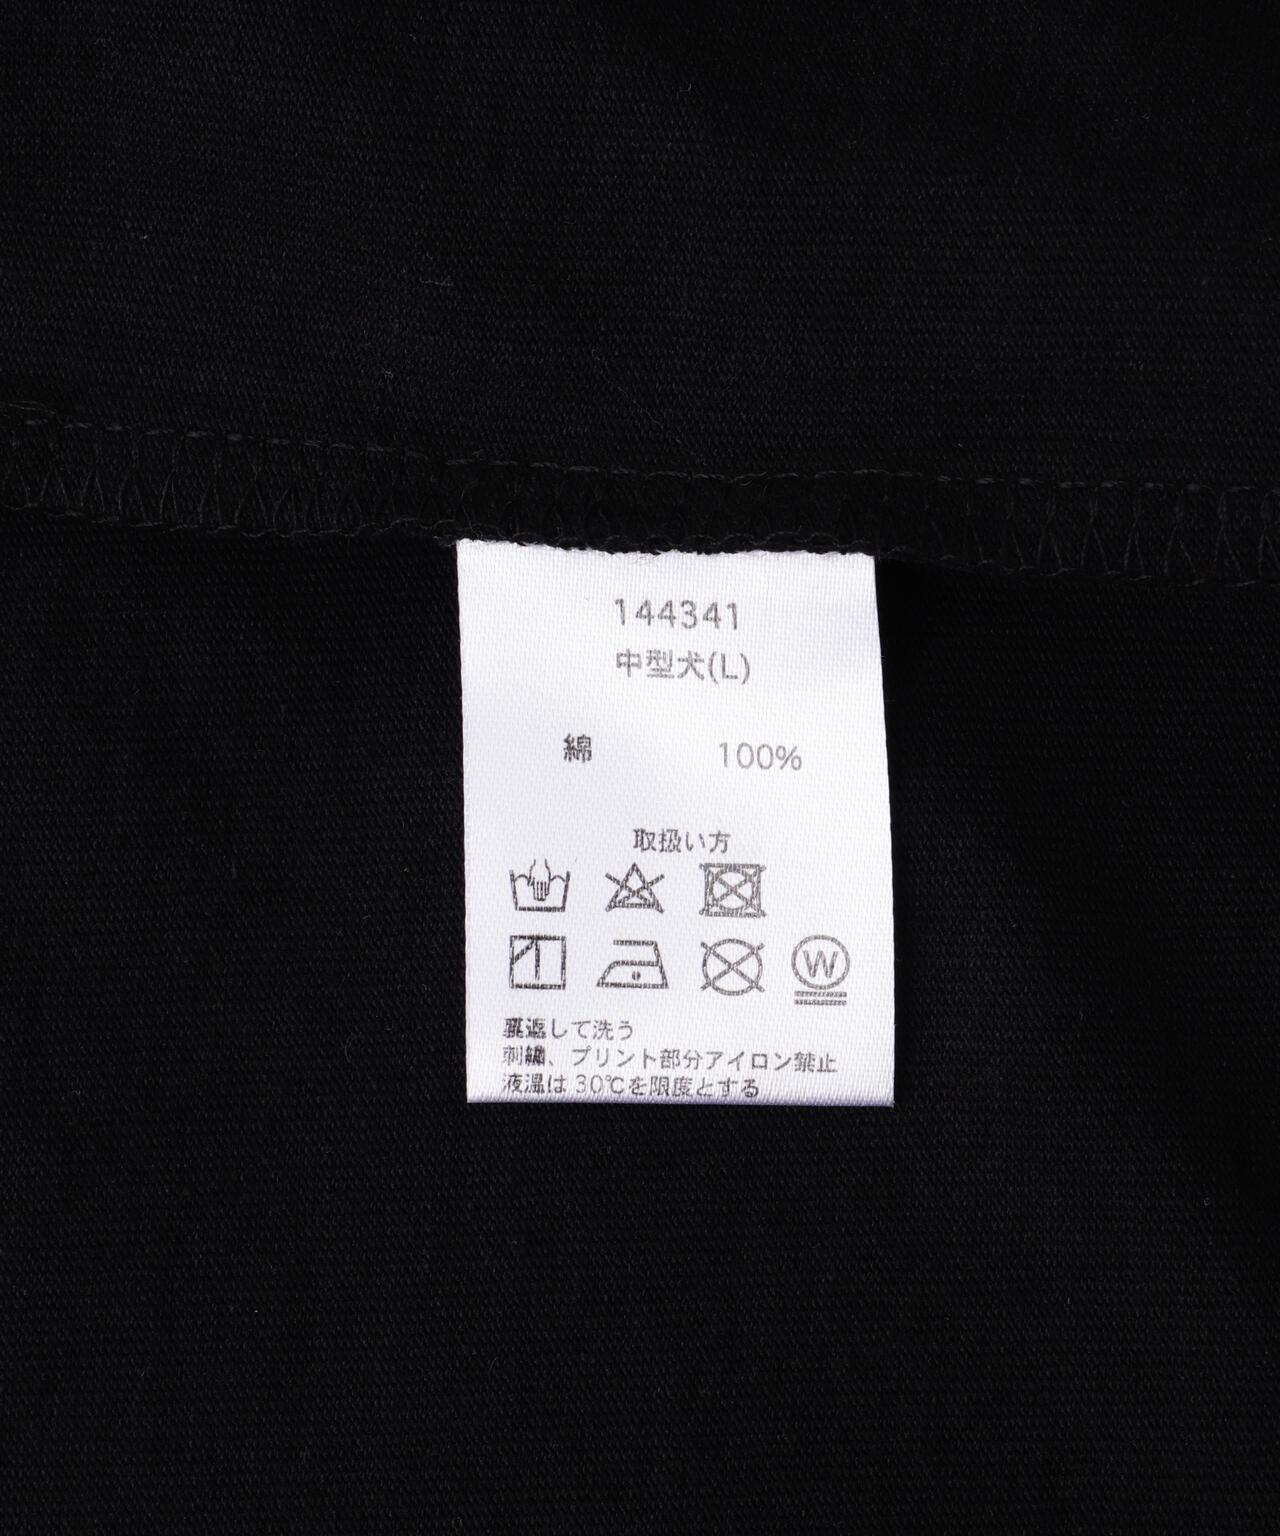 144341
中型犬(L)
綿 100%
取扱い方
W
裏返して洗う
刺繍、プリント部分アイロン禁止
液温は30℃を限度とする